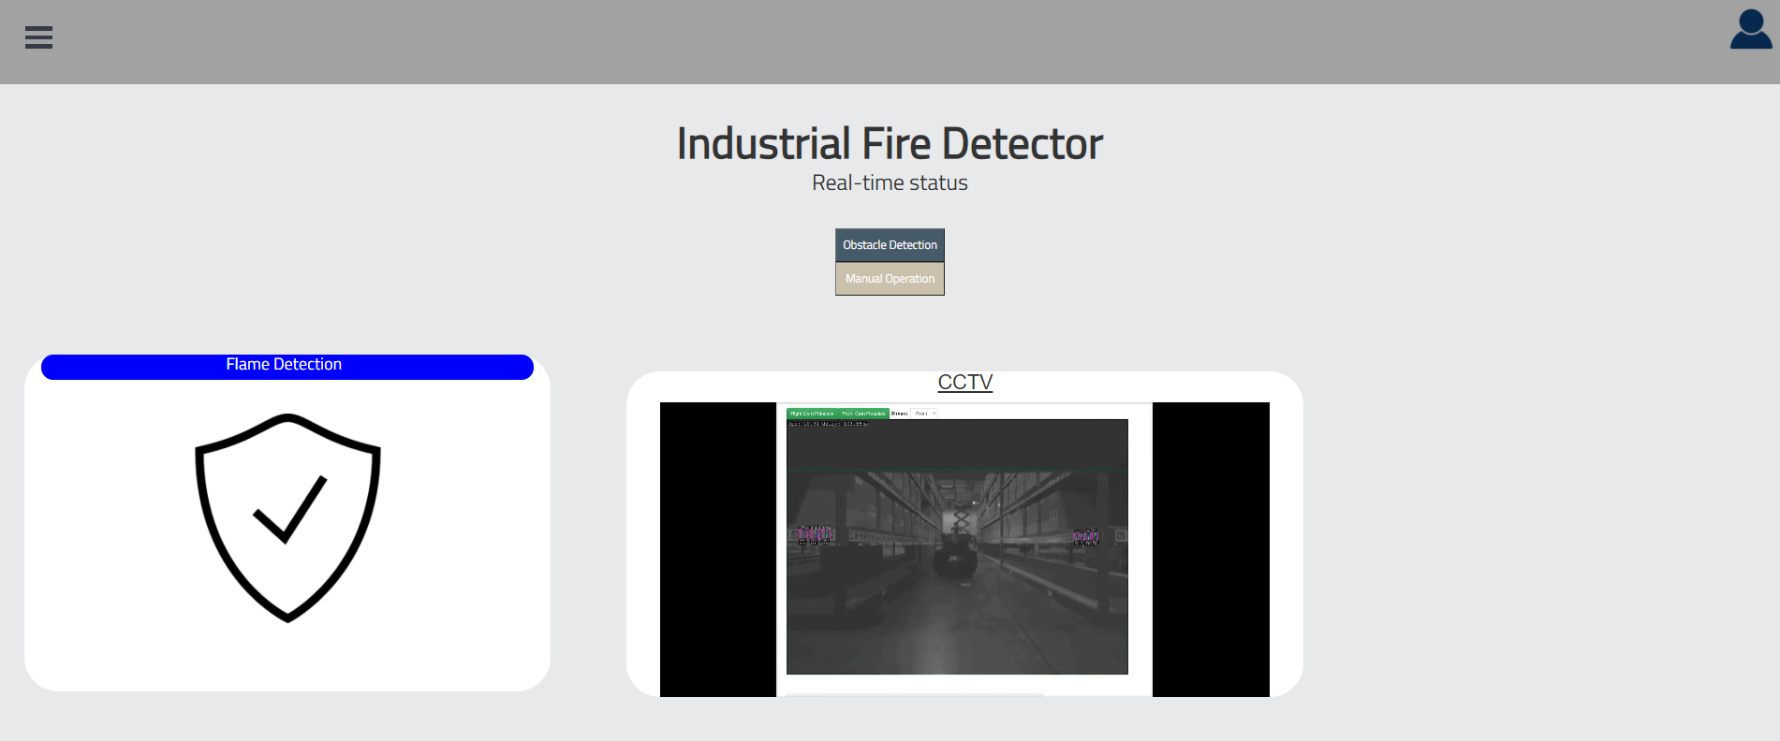 Industrial Fire Detector
Real-time status
Obstacle Detection
Manual Operation
Flame Detection
CCTV